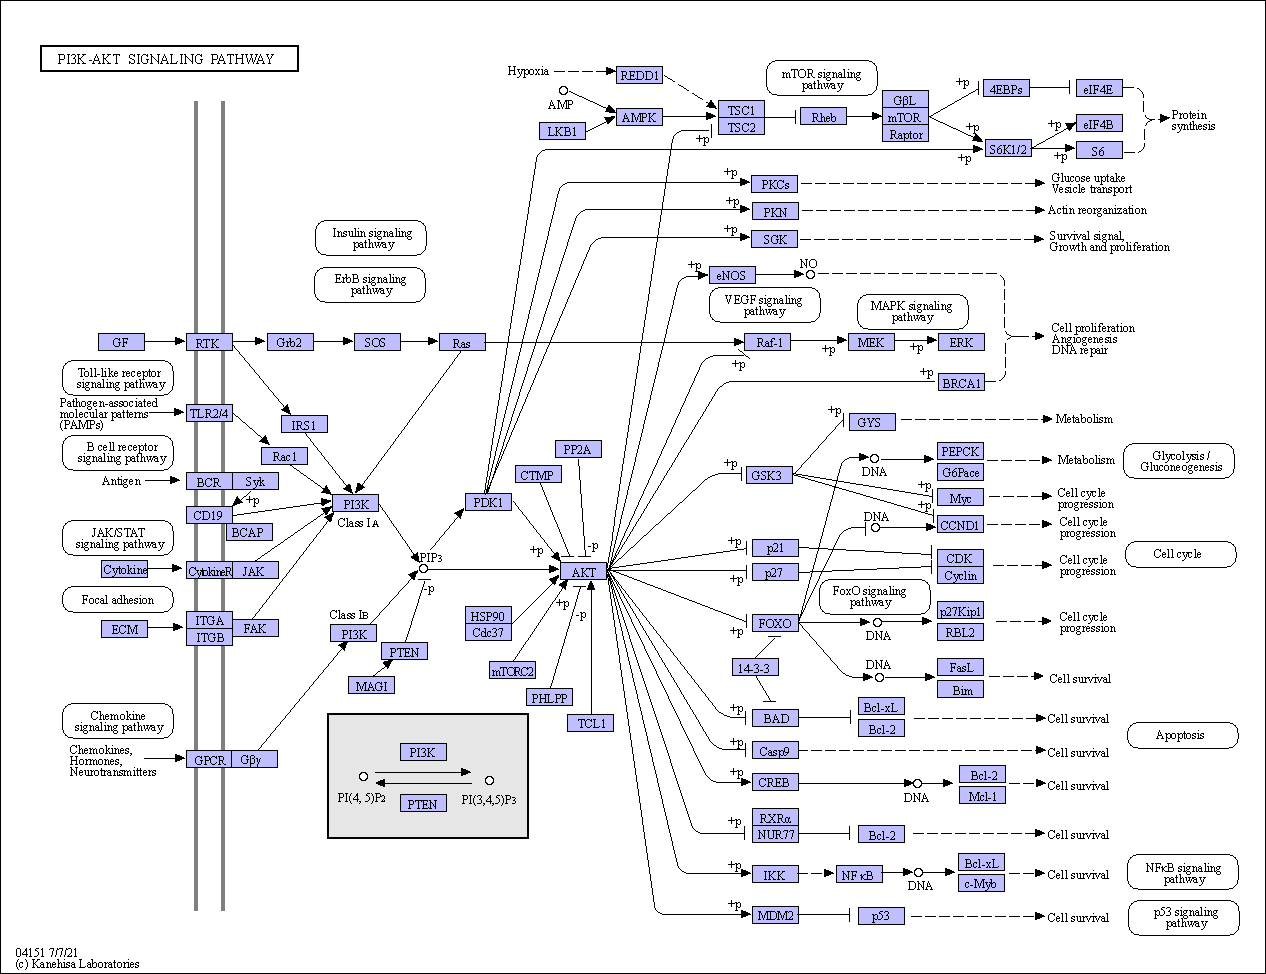 PI3K-AKT SIGNALING PATHWAY
Hypoxia
REDD1
mTOR signaling
pathway
AMP
LKB1
AMPK
TSC1
TSC2
+p
Rheb
GβL
mTOR
Raptor
+p
4EBPs
eIF4E
+p
S6K1/2
+p
+p
eIF4B
+p
S6
Protein
synthesis
+p
PKCs
Glucose uptake
Vesicle transport
+p
PKN
Actin reorganization
+p
SGK
Survival signal,
Growth and proliferation
Insulin signaling
pathway
ErbB signaling
pathway
+p
eNOS
NO
VEGF signaling
pathway
MAPK signaling
pathway
GF
RTK
Grb2
SOS
Ras
Raf-1
+p
+p
MEK
+p
ERK
+p
BRCA1
Cell proliferation
Angiogenesis
DNA repair
Toll-like receptor
signaling pathway
Pathogen-associated
molecular patterns
(PAMPs)
TLR2/4
IRS1
Rac1
B cell receptor
signaling pathway
Antigen
BCR
Syk
+p
CD19
BCAP
PI3K
Class IA
JAK/STAT
signaling pathway
Cytokine
CytokineR
JAK
Focal adhesion
ECM
ITGA
ITGB
FAK
Class IB
PI3K
PTEN
MAGI
-p
PIP3
PDK1
CTMP
PP2A
+p
-p
AKT
HSP90
Cdc37
+p
-p
mTORC2
PHLPP
TCL1
Chemokine
signaling pathway
Chemokines,
Hormones,
Neurotransmitters
GPCR
Gβγ
PI3K
PI(4, 5)P2
PI(3,4,5)P3
PTEN
+p
GYS
Metabolism
+p
GSK3
DNA
PEPCK
G6Pace
Metabolism
Glycolysis /
Gluconeogenesis
+p
Myc
Cell cycle
progression
+p
DNA
CCND1
Cell cycle
progression
+p
p21
+p
p27
CDK
Cyclin
Cell cycle
progression
Cell cycle
FoxO signaling
pathway
FOXO
+p
DNA
p27Kip1
RBL2
Cell cycle
progression
14-3-3
DNA
FasL
Bim
Cell survival
+p
BAD
Bcl-xL
Bcl-2
Cell survival
Apoptosis
+p
Casp9
Cell survival
+p
CREB
DNA
Bcl-2
Mcl-1
Cell survival
+p
RXRα
NUR77
Bcl-2
Cell survival
+p
IKK
NFκB
DNA
Bcl-xL
c-Myb
Cell survival
NFκB signaling
pathway
+p
MDM2
p53
Cell survival
p53 signaling
pathway
04151 7/7/21
(c) Kanehisa Laboratories